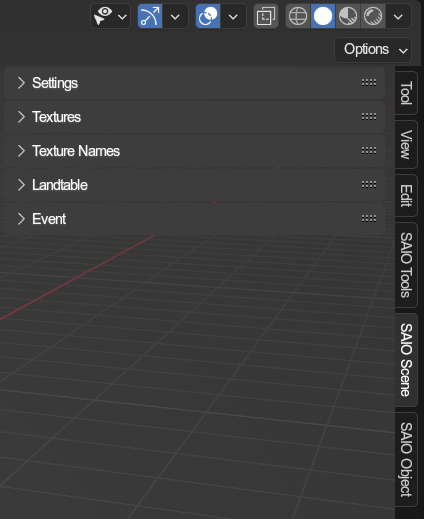 Options
Settings
Textures
Texture Names
Landtable
Event
Tool
View
Edit
SAIO Tools
SAIO Scene
SAIO Object